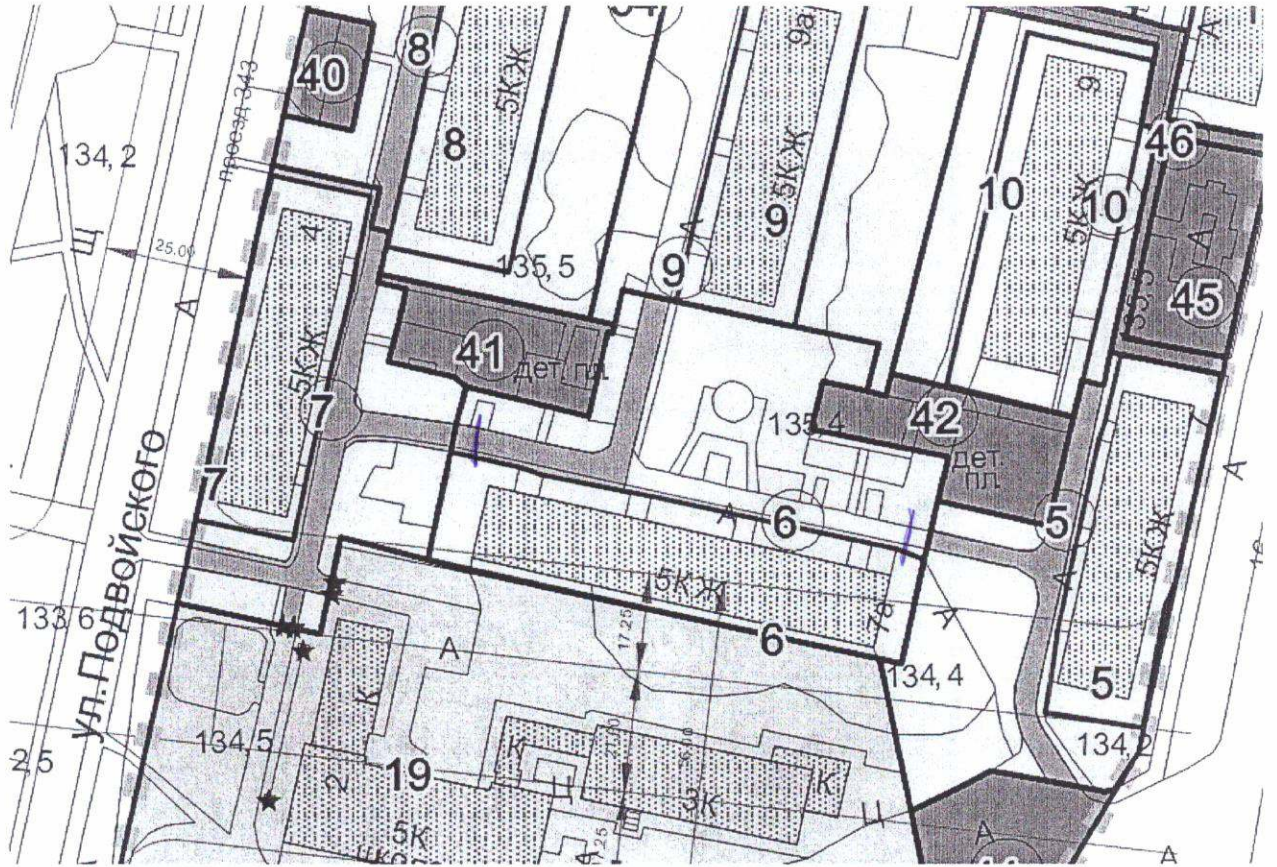 40
8
8
5КЖ
9а
А
134,2
проезд 343
Щ
25.00
А
4
5КЖ
7
7
135,5
9
А
5КЖ
9
41
дет. пл.
10
5КЖ
9
10
46
А
45
135,4
42
дет.
пл.
5
А
5КЖ
5
А
6
А
5КЖ
7а
6
А
17.25
134,4
134,2
ул.Подвойского
133,6
134,5
2,5
А
К
2
19
5К
К
Ц
3К
К
Ц
А
А